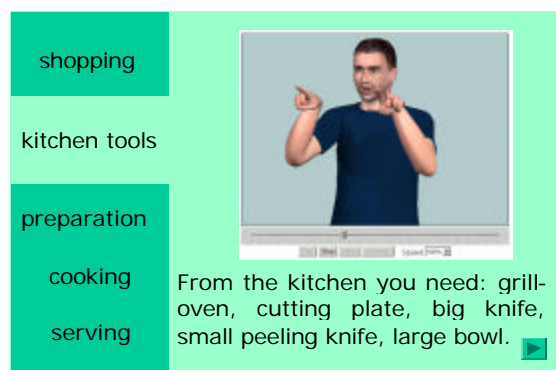 shopping
kitchen tools
preparation
cooking
serving
Speed
From the kitchen you need: grill-
oven, cutting plate, big knife,
small peeling knife, large bowl.